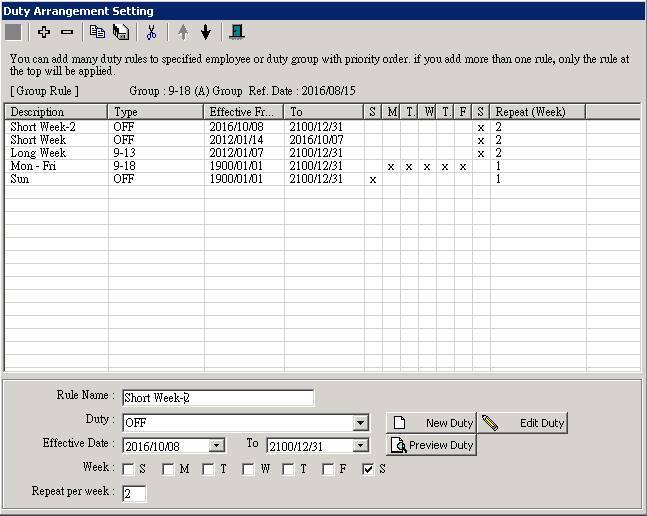 Duty Arrangement Setting
You can add many duty rules to specified employee or duty group with priority order. if you add more than one rule, only the rule at
the top will be applied.
[ Group Rule ] Group : 9-18 (A) Group Ref. Date : 2016/08/15
Description Type Effective Fr... To S M T. W T. F S Repeat (Week)
Short Week-2 OFF 2016/10/08 2100/12/31 x 2
Short Week OFF 2012/01/14 2016/10/07 x 2
Long Week 9-13 2012/01/07 2100/12/31 x 2
Mon - Fri 9-18 1900/01/01 2100/12/31 x x x x x 1
Sun OFF 1900/01/01 2100/12/31 x 1
Rule Name : Short Week-2
Duty : OFF New Duty Edit Duty
Effective Date : 2016/10/08 To 2100/12/31 Preview Duty
Week : S M T W T F S
Repeat per week : 2